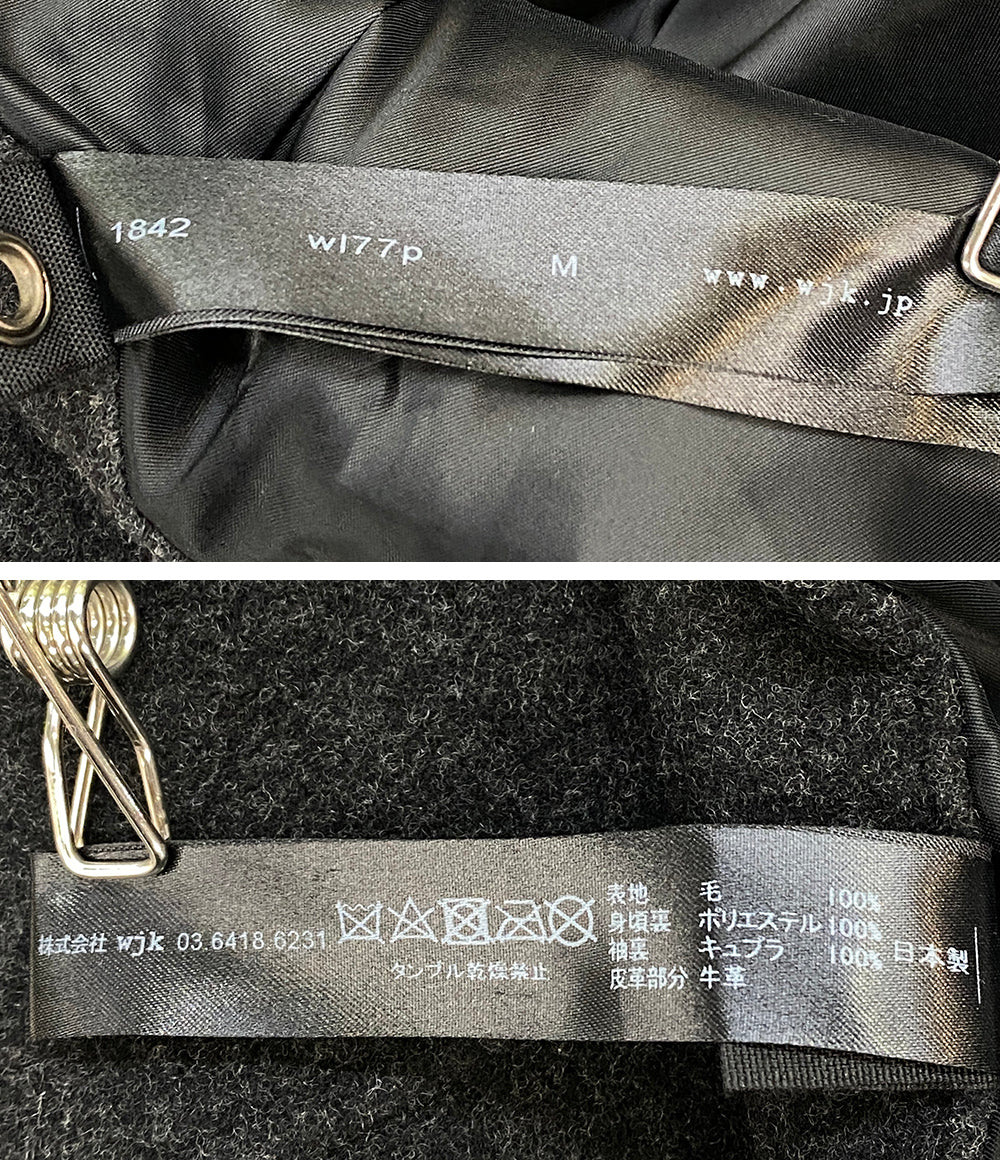 1842 wl77p M www.wjk.jp
株式会社 wjk 03.6418.6231
タンブル乾燥禁止
表地 毛 100%
身頃裏 ポリエステル 100%
袖裏 キュプラ 100%
皮革部分 牛革
日本製